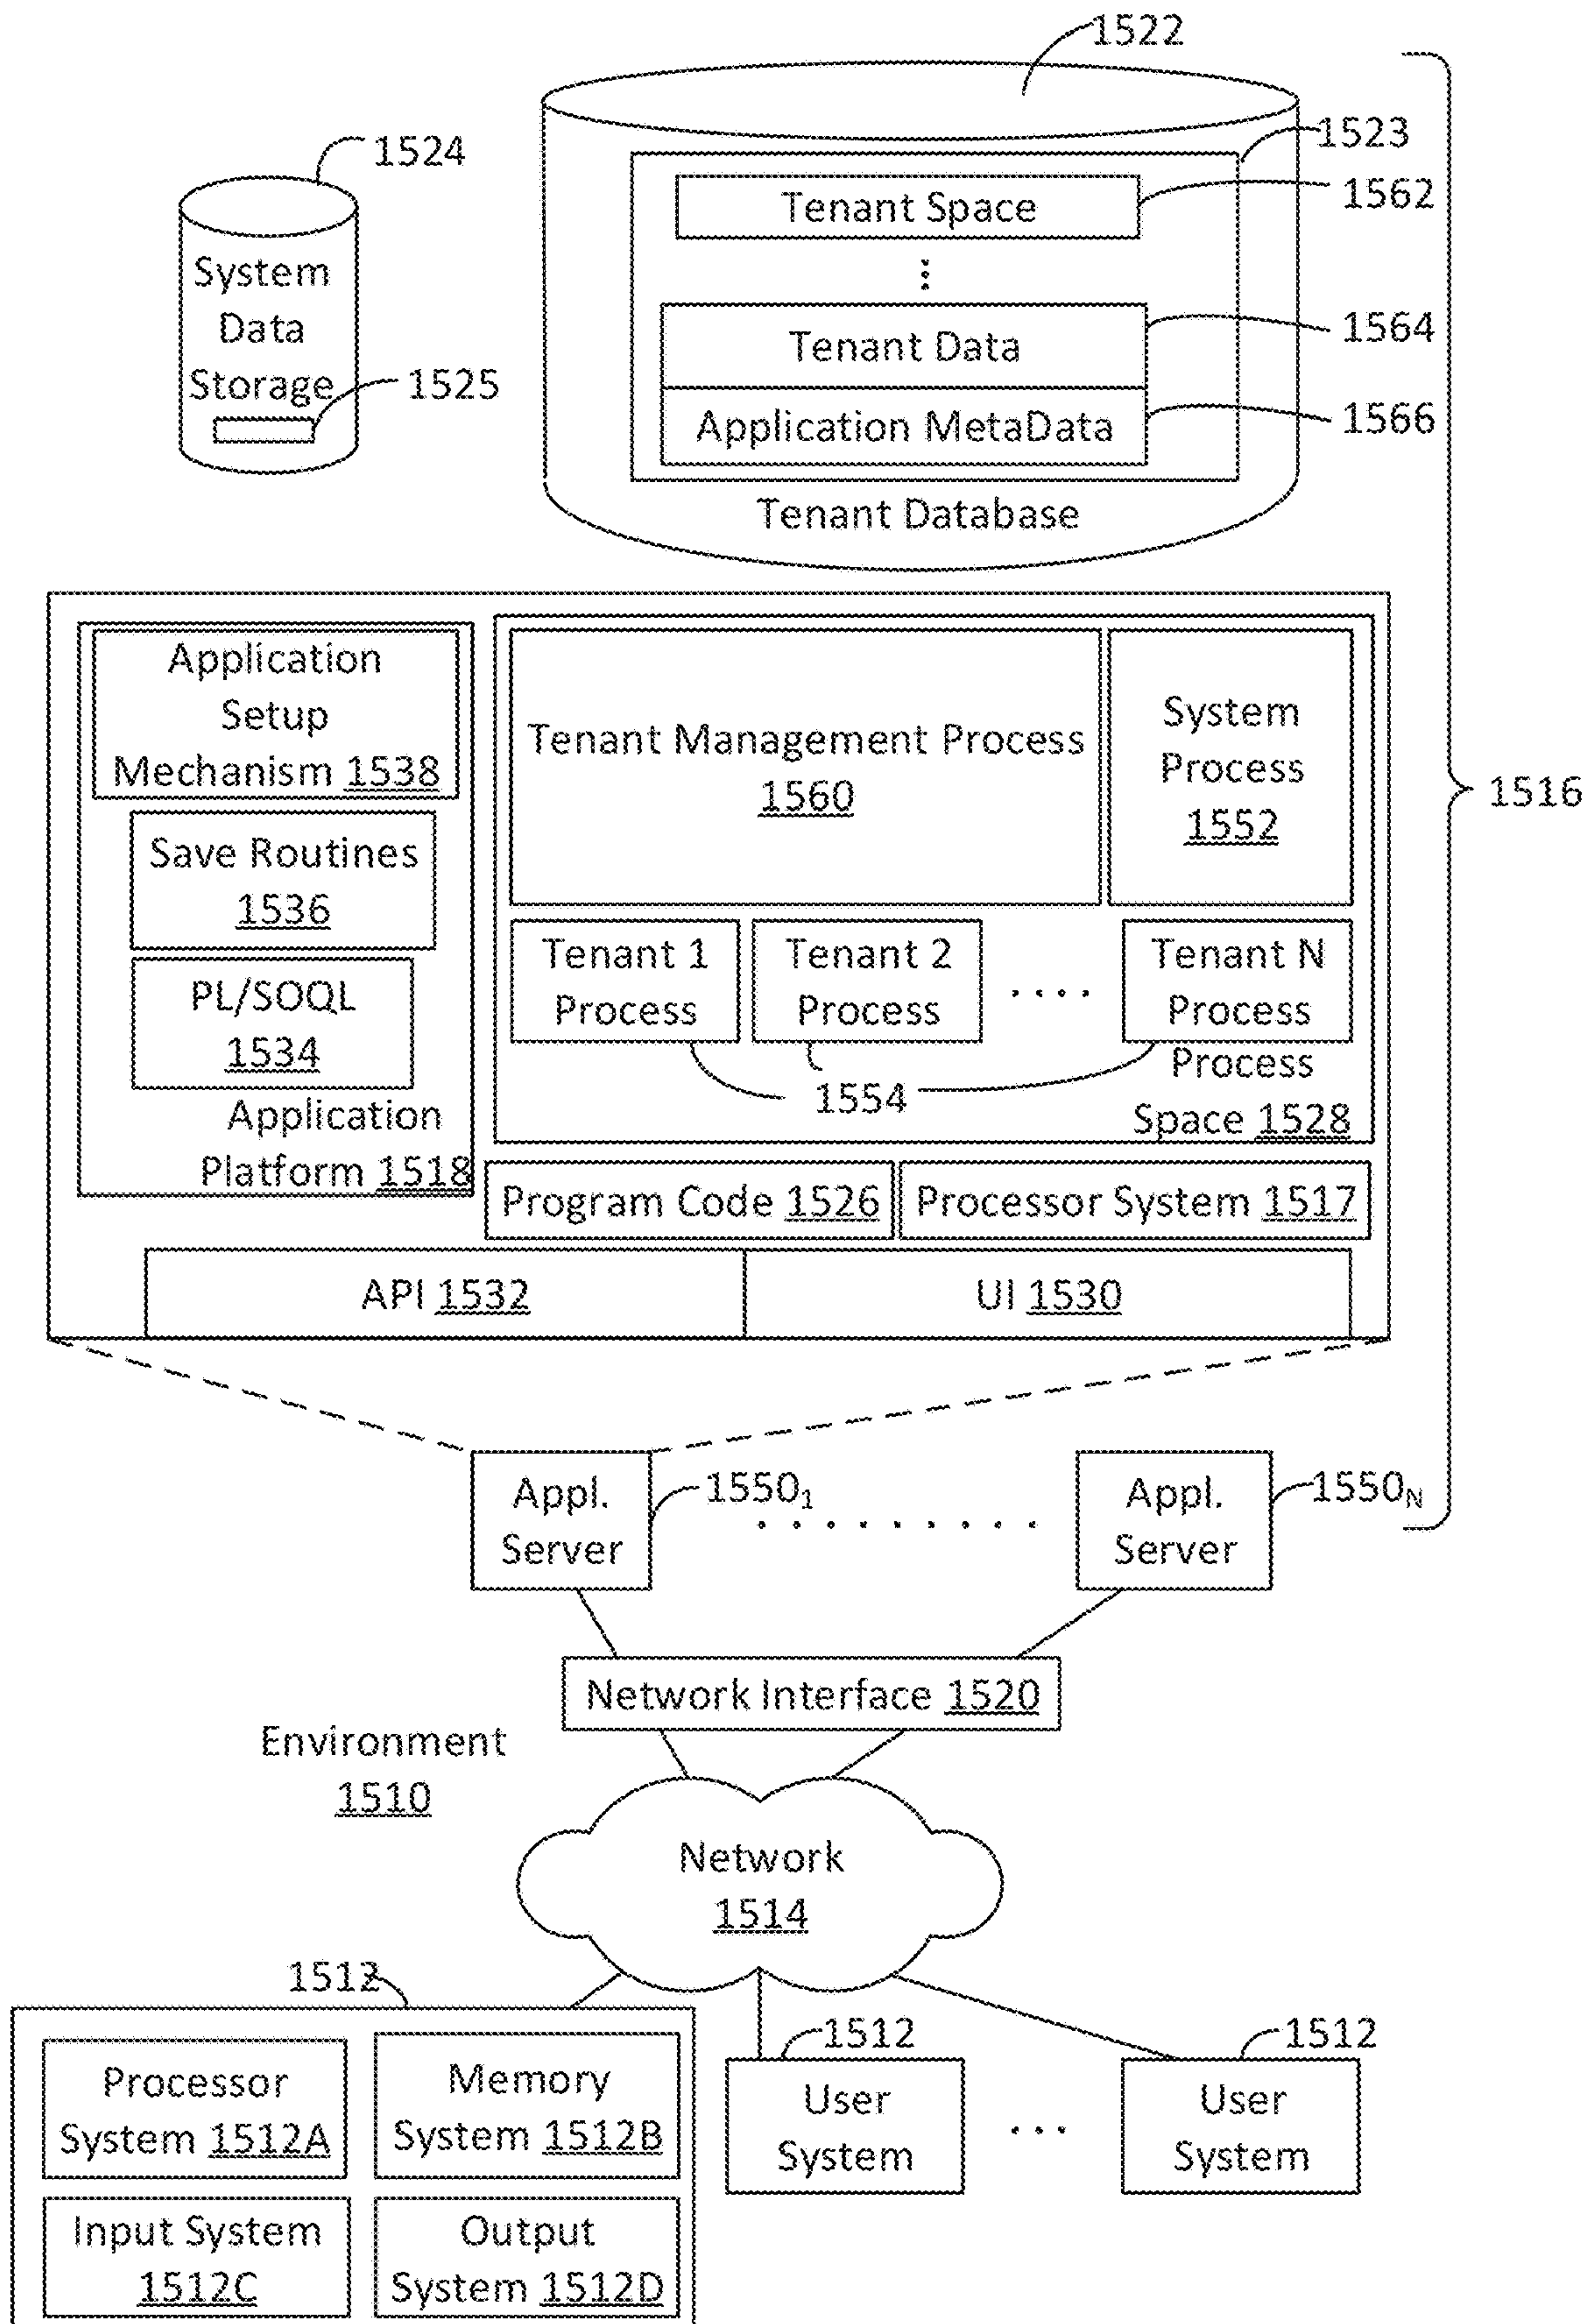 1522
1523
1524
Tenant Space
1562
System
Data
Storage
1525
Tenant Data
1564
Application MetaData
1566
Tenant Database
Application
Setup
Mechanism 1538
Tenant Management Process
1560
System
Process
1552
1516
Save Routines
1536
PL/SOQL
1534
Application
Platform 1518
Tenant 1
Process
Tenant 2
Process
....
Tenant N
Process
1554
Process
Space 1528
Program Code 1526
Processor System 1517
API 1532
UI 1530
Appl.
Server
1550₁
. . . . . . . . .
Appl.
Server
1550N
Network Interface 1520
Environment
1510
Network
1514
1512
Processor
System 1512A
Memory
System 1512B
Input System
1512C
Output
System 1512D
1512
User
System
...
1512
User
System